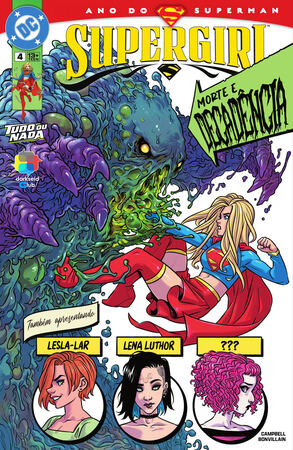 ANO DO SUPERMAN
DC
SUPERGIRL
4
13+
MORTE E
DECADÊNCIA
TUDO OU
NADA
darkseid
club
Também apresentando
LESLA-LAR
LENA LUTHOR
???
CAMPBELL
BONVILLAIN